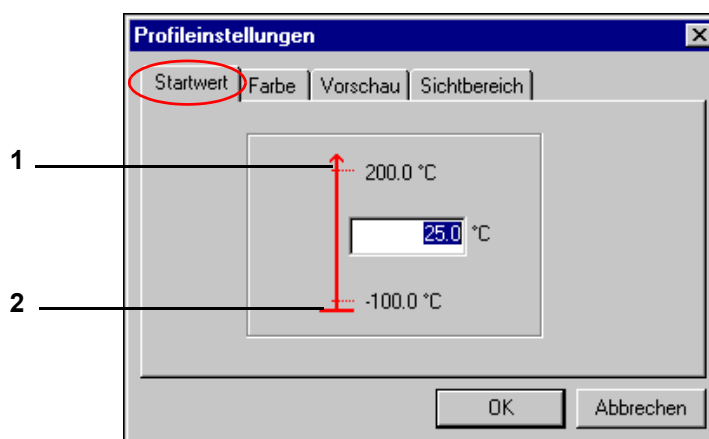 Profileinstellungen
Startwert Farbe Vorschau Sichtbereich
1
200.0 °C
25.0 °C
2
-100.0 °C
OK Abbrechen